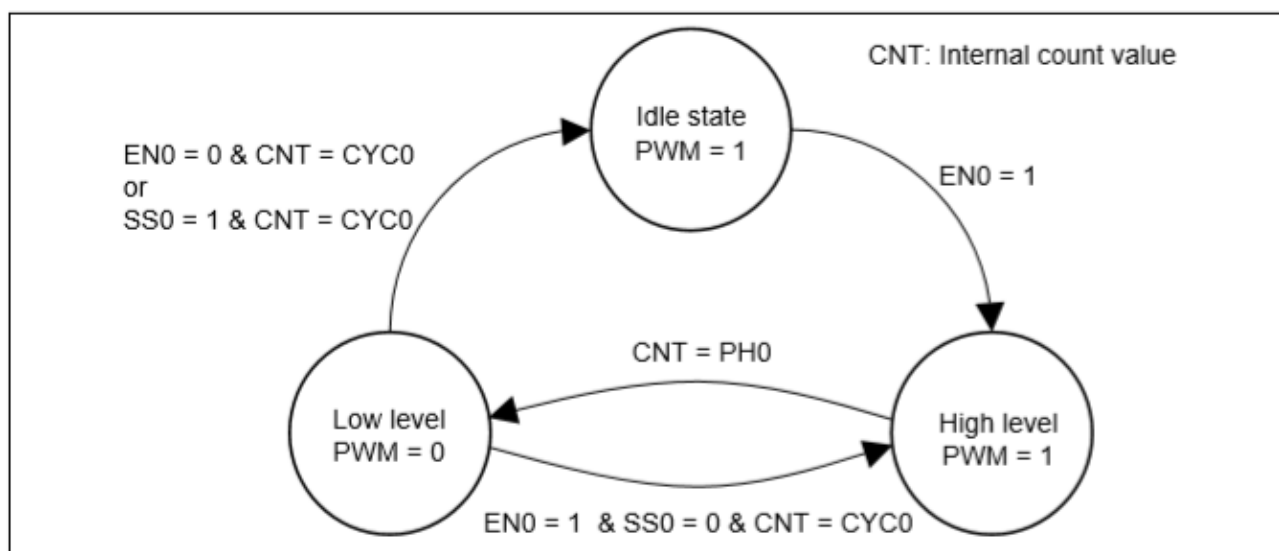 CNT: Internal count value
Idle state
PWM = 1
EN0 = 0 & CNT = CYC0
or
SS0 = 1 & CNT = CYC0
EN0 = 1
CNT = PH0
Low level
PWM = 0
High level
PWM = 1
EN0 = 1 & SS0 = 0 & CNT = CYC0